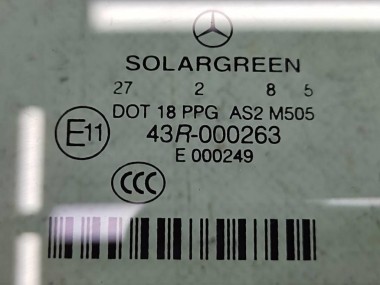 SOLARGREEN
27 2 8 5
DOT 18 PPG AS2 M505
E11 43R-000263
E 000249
CCC